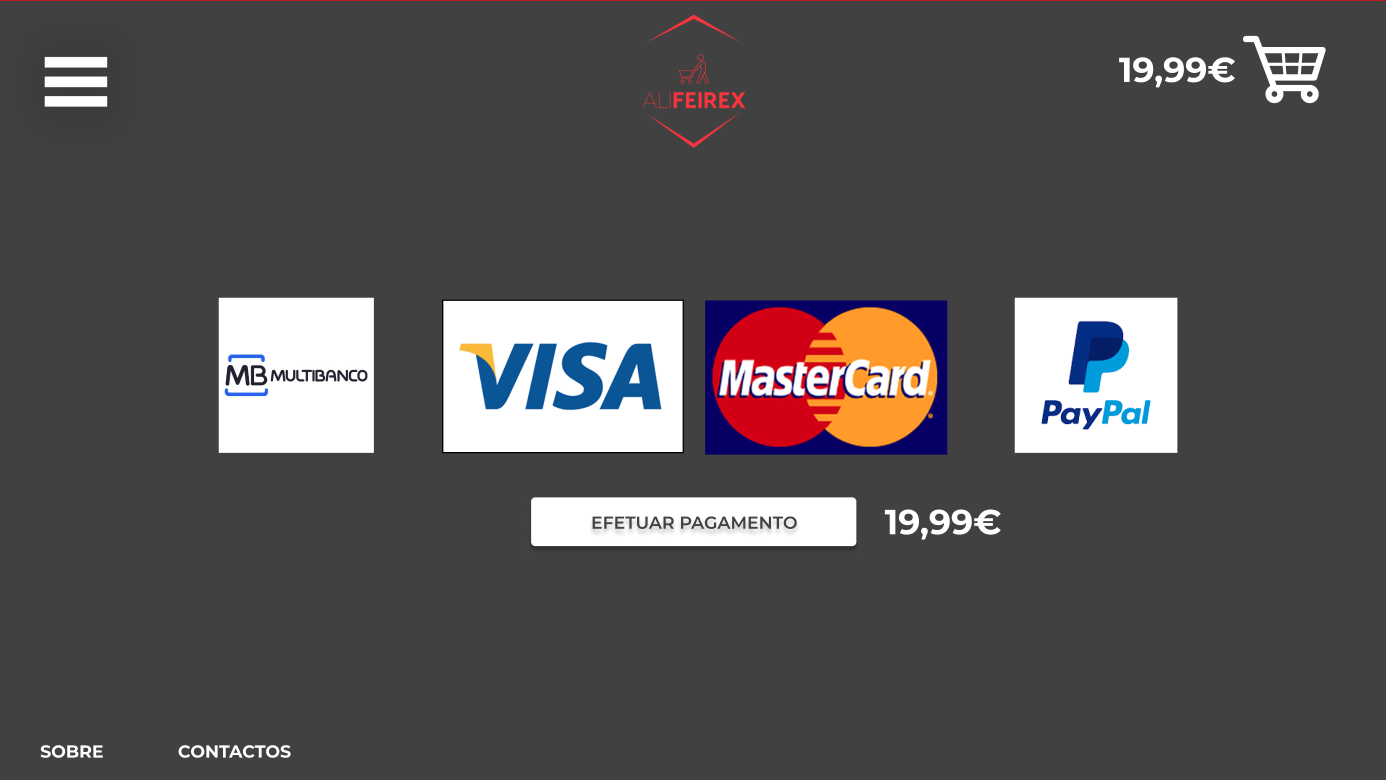 19,99€
ALIFEIREX
MB MULTIBANCO
VISA
MasterCard
PayPal
EFETUAR PAGAMENTO
19,99€
SOBRE
CONTACTOS